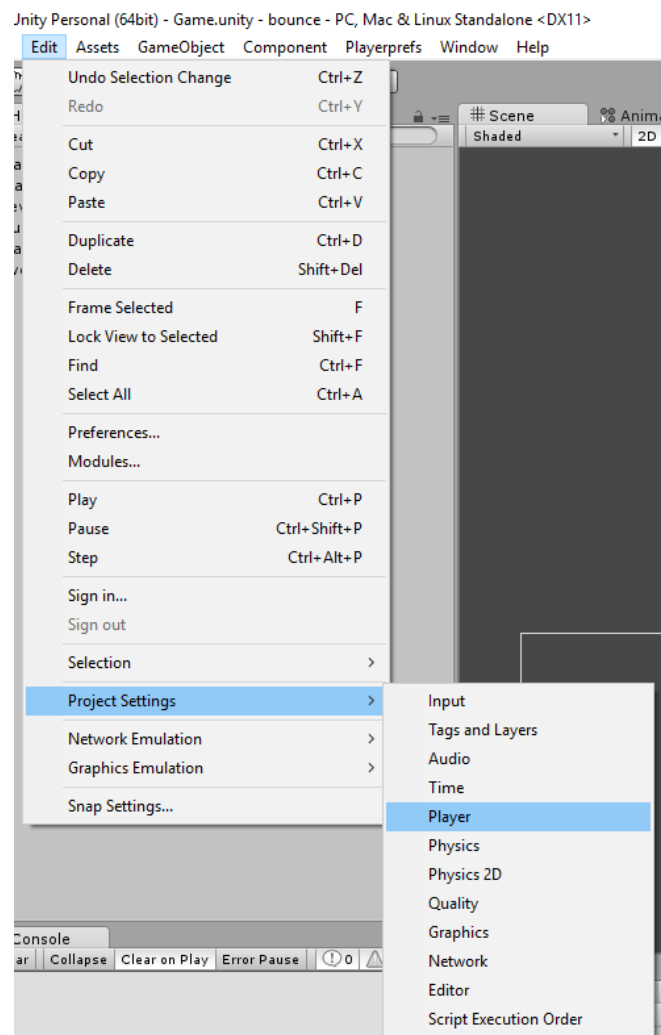 Unity Personal (64bit) - Game.unity - bounce - PC, Mac & Linux Standalone <DX11>
Edit Assets GameObject Component Playerprefs Window Help
Undo Selection Change Ctrl+Z
Redo Ctrl+Y
# Scene Anima
Shaded 2D
Cut Ctrl+X
Copy Ctrl+C
Paste Ctrl+V
Duplicate Ctrl+D
Delete Shift+Del
Frame Selected F
Lock View to Selected Shift+F
Find Ctrl+F
Select All Ctrl+A
Preferences...
Modules...
Play Ctrl+P
Pause Ctrl+Shift+P
Step Ctrl+Alt+P
Sign in...
Sign out
Selection >
Project Settings >
Network Emulation >
Graphics Emulation >
Snap Settings...
Input
Tags and Layers
Audio
Time
Player
Physics
Physics 2D
Quality
Graphics
Network
Editor
Script Execution Order
Console
ar Collapse Clear on Play Error Pause 0